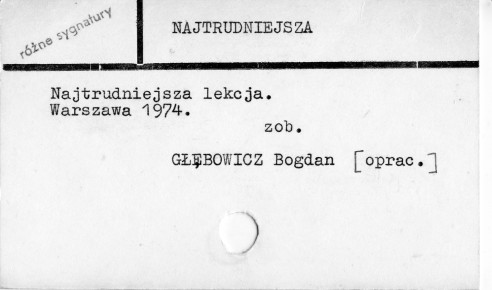 różne sygnatury
NAJTRUDNIEJSZA
Najtrudniejsza lekcja.
Warszawa 1974.
zob.
GŁĘBOWICZ Bogdan [oprac.]